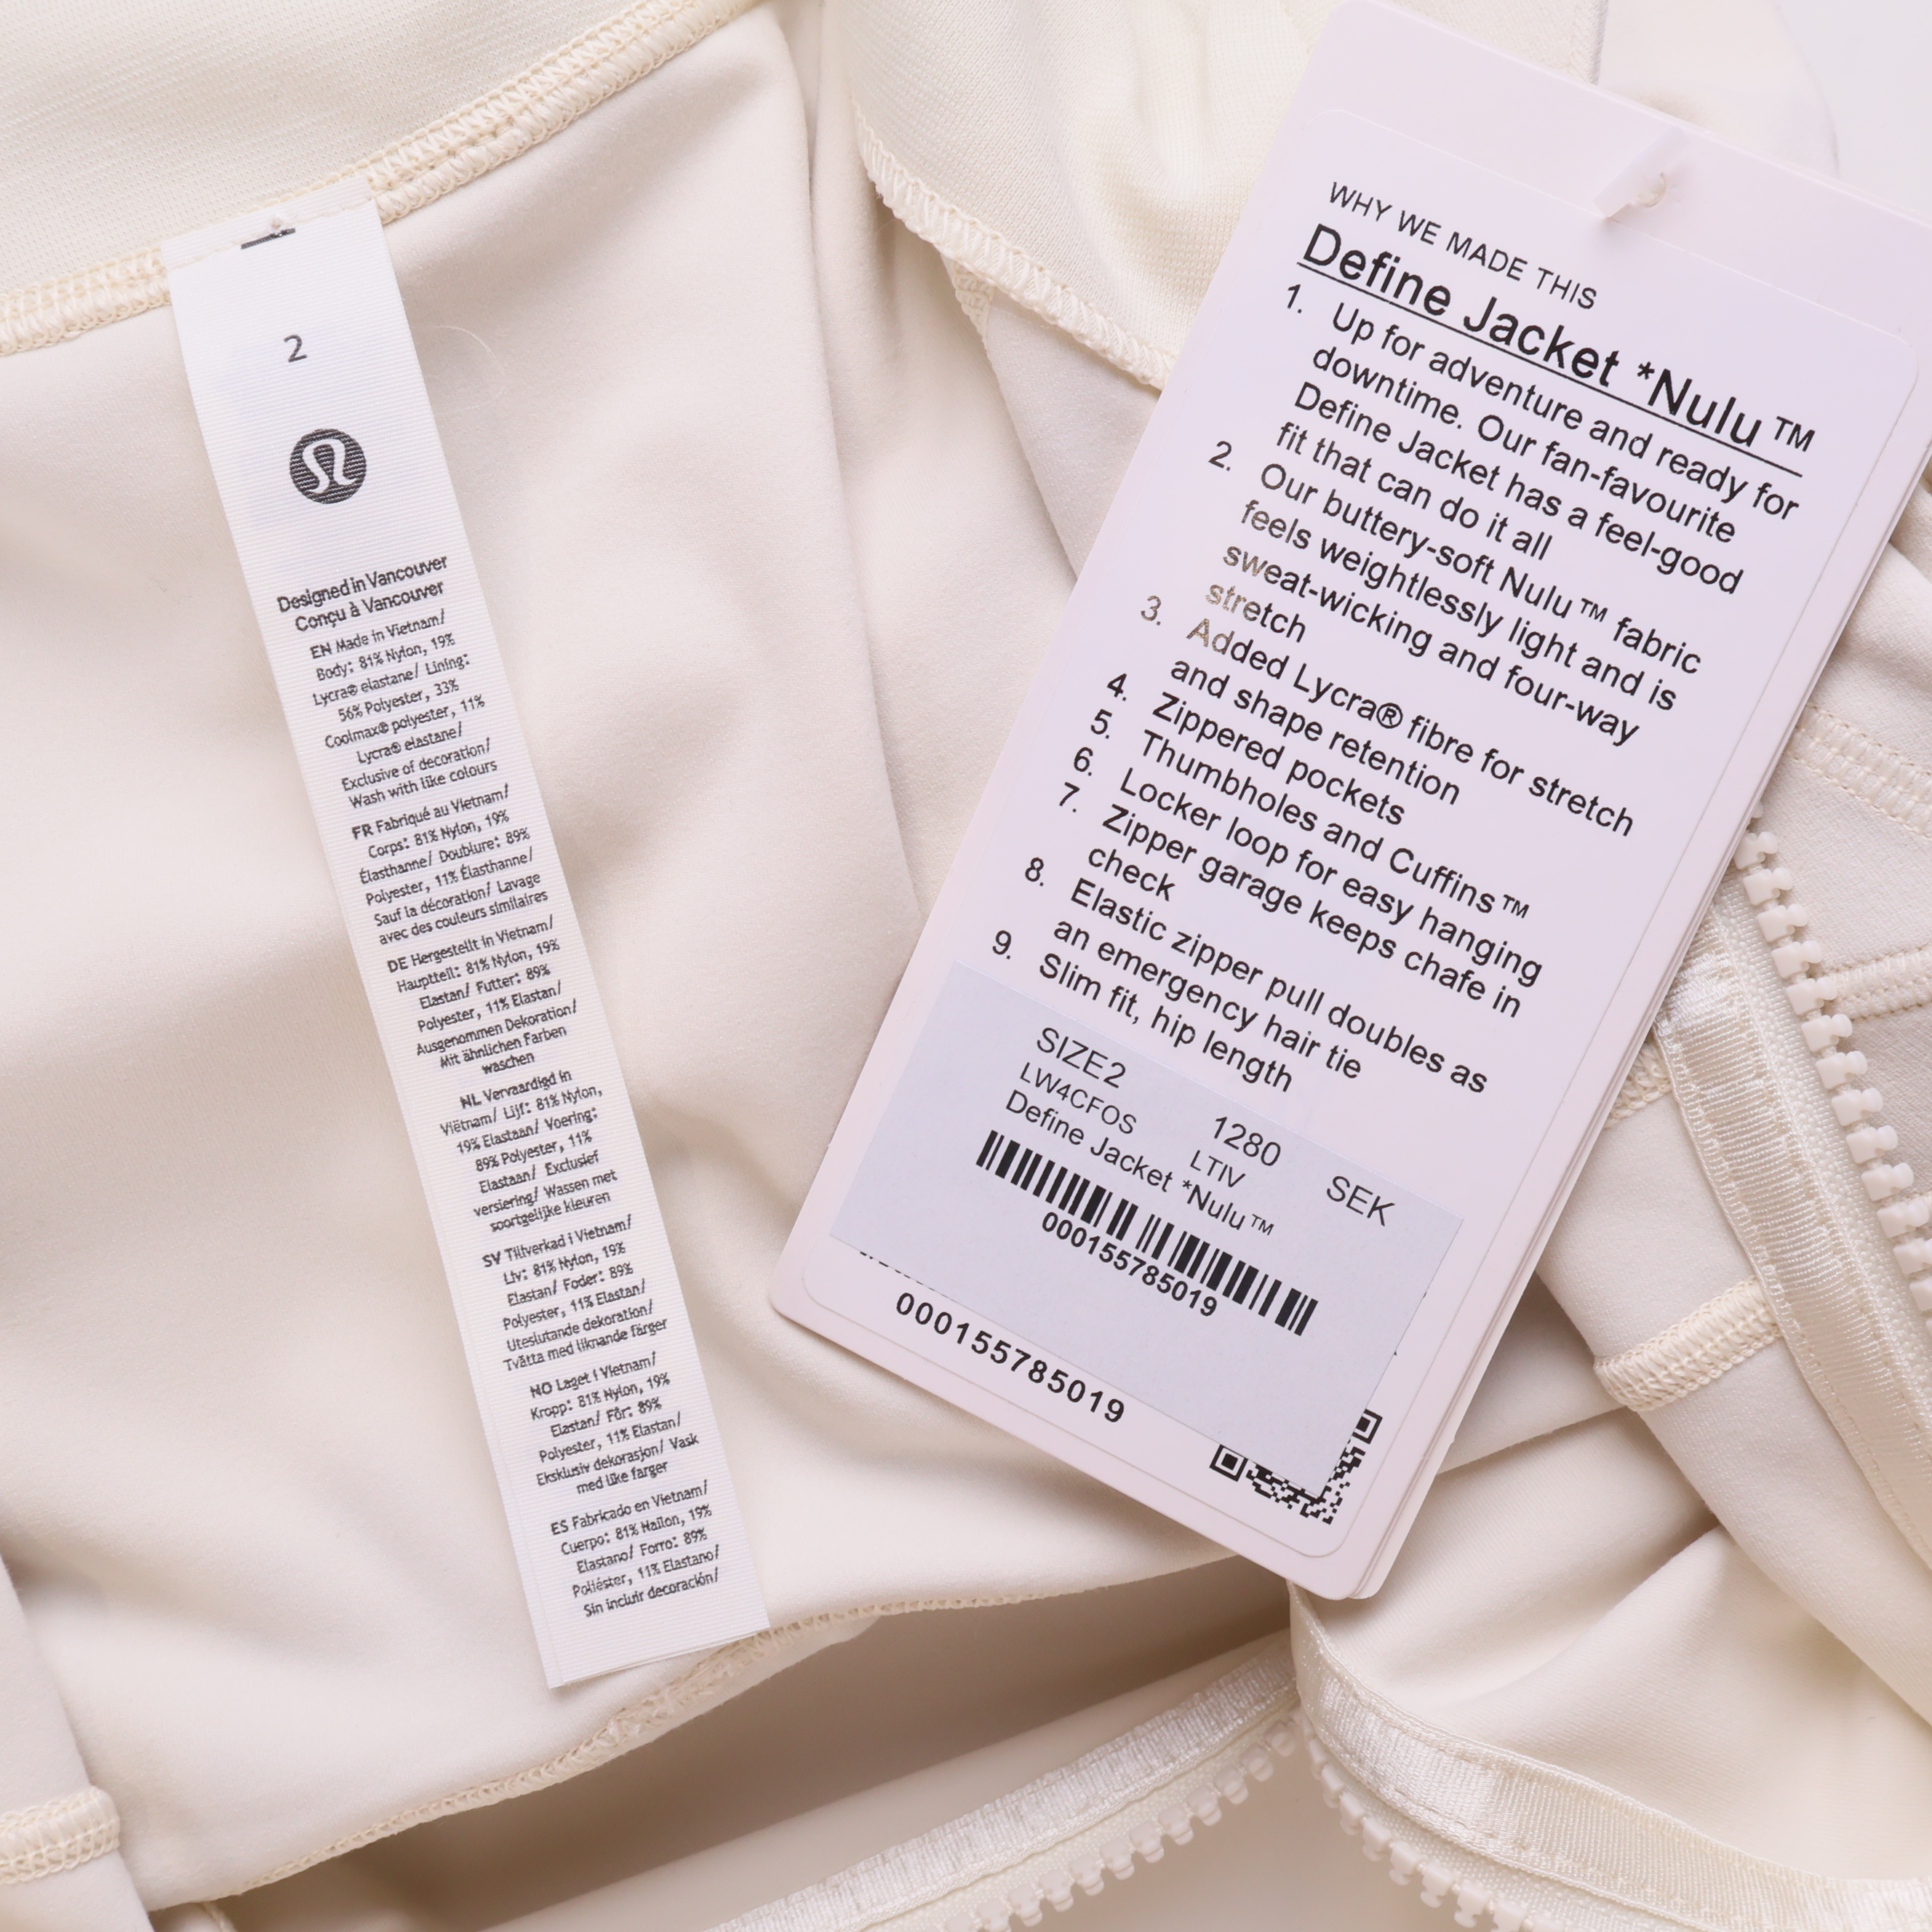 2
Designed in Vancouver
Conçu à Vancouver
EN Made in Vietnam/
Body: 81% Nylon, 19%
Lycra® elastane/ Lining:
56% Polyester, 33%
Coolmax® polyester, 11%
Lycra® elastane/
Exclusive of decoration/
Wash with like colours
FR Fabriqué au Vietnam/
Corps: 81% Nylon, 19%
Élasthanne/ Doublure: 89%
Polyester, 11% Élasthanne/
Sauf la décoration/ Lavage
avec des couleurs similaires
DE Hergestellt in Vietnam/
Hauptteil: 81% Nylon, 19%
Elastan/ Futter: 89%
Polyester, 11% Elastan/
Ausgenommen Dekoration/
Mit ähnlichen Farben
waschen
NL Vervaardigd in
Viëtnam/ Lijf: 81% Nylon,
19% Elastaan/ Voering:
89% Polyester, 11%
Elastaan/ Exclusief
versiering/ Wassen met
soortgelijke kleuren
SV Tillverkad i Vietnam/
Liv: 81% Nylon, 19%
Elastan/ Foder: 89%
Polyester, 11% Elastan/
Uteslutande dekoration/
Tvätta med liknande färger
NO Laget i Vietnam/
Kropp: 81% Nylon, 19%
Elastan/ Fôr: 89%
Polyester, 11% Elastan/
Eksklusiv dekorasjon/ Vask
med like farger
ES Fabricado en Vietnam/
Cuerpo: 81% Nailon, 19%
Elastano/ Forro: 89%
Poliéster, 11% Elastano/
Sin incluir decoración/
WHY WE MADE THIS
Define Jacket *Nulu™
1. Up for adventure and ready for
downtime. Our fan-favourite
Define Jacket has a feel-good
fit that can do it all
2. Our buttery-soft Nulu™ fabric
feels weightlessly light and is
sweat-wicking and four-way
stretch
3. Added Lycra® fibre for stretch
and shape retention
4. Zippered pockets
5. Thumbholes and Cuffins™
6. Locker loop for easy hanging
7. Zipper garage keeps chafe in
check
8. Elastic zipper pull doubles as
an emergency hair tie
9. Slim fit, hip length
SIZE2 1280 SEK
LW4CFOS LTIV
Define Jacket *Nulu™
000155785019
000155785019